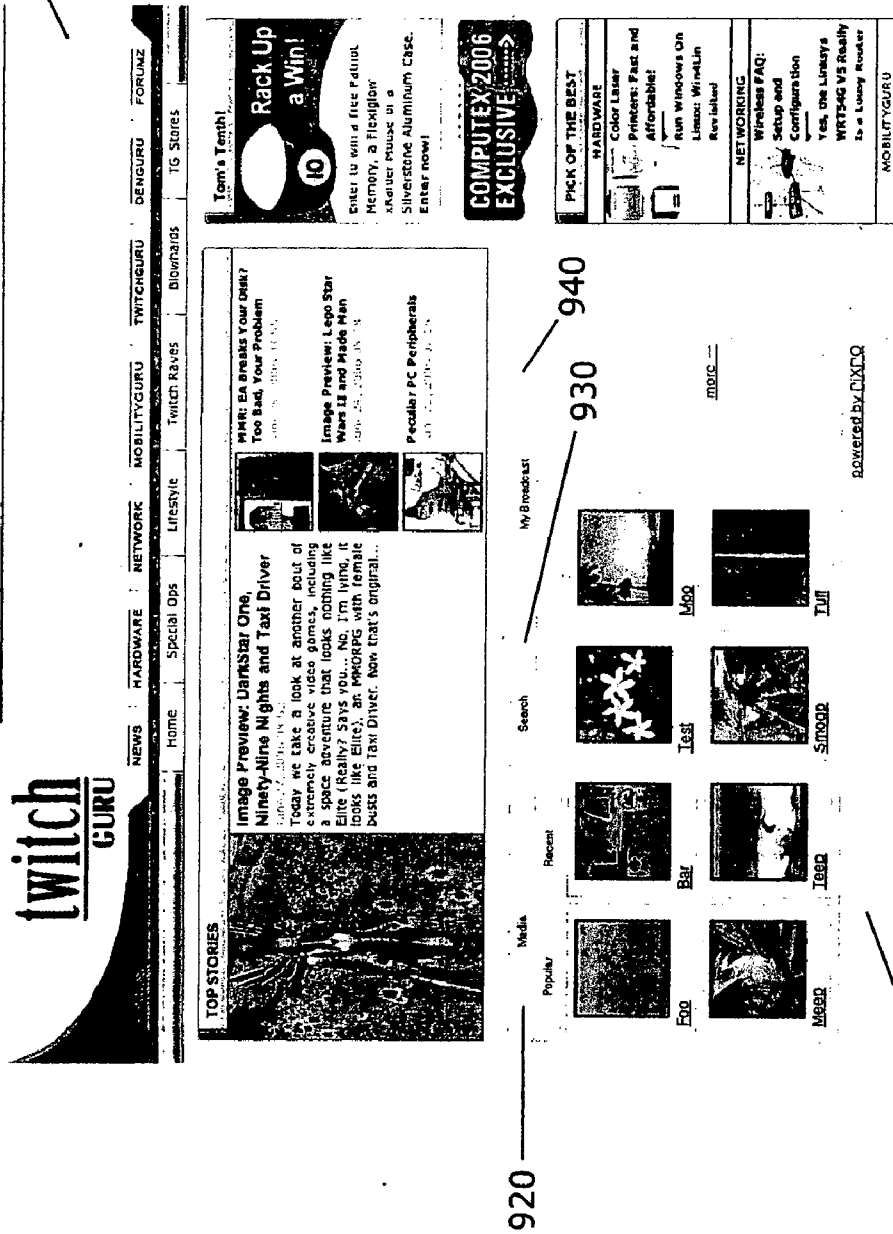 twitch
GURU
NEWS HARDWARE NETWORK MOBILITYGURU TWITCHGURU DENGURU FORUMZ
Home Special Ops Lifestyle Twitch Raves Blowhards TG Stores
TOP STORIES
Image Preview: DarkStar One,
Ninety-Nine Nights and Taxi Driver
Today we take a look at another bout of
extremely creative video games, including
a space adventure that looks nothing like
Elite (Really? Says you... No, I'm lying, it
looks like Elite), an MMORPG with female
busts and Taxi Driver. Now that's original...
MMR: EA Breaks Your Disk?
Too Bad, Your Problem
Image Preview: Lego Star
Wars II and Made Man
Peculiar PC Peripherals
Tom's Tenth!
Rack Up
a Win!
10
Enter to win a free Patriot
Memory, a Flexiglow
xRaider Mouse or a
Silverstone Aluminum Case.
Enter now!
COMPUTEX 2006
EXCLUSIVE
PICK OF THE BEST
HARDWARE
Color Laser
Printers: Fast and
Affordable!
Run Windows On
Linux: Win4Lin
Revisited
NETWORKING
Wireless FAQ:
Setup and
Configuration
Yes, the Linksys
WRT54G V5 Really
Is a Lousy Router
MOBILITYGURU
920
Media
Search
My Broadcast
930
940
Popular
Recent
Foo
Bar
Test
Moo
Meep
Teep
Smoop
Truff
more
powered by PIXPO